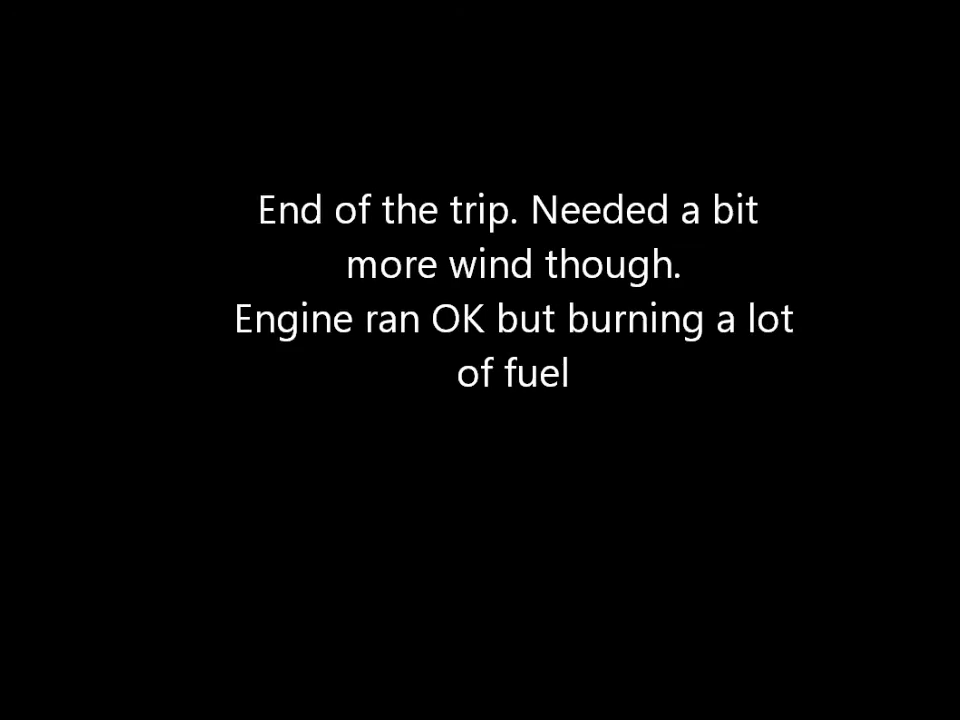 End of the trip. Needed a bit
more wind though.
Engine ran OK but burning a lot
of fuel